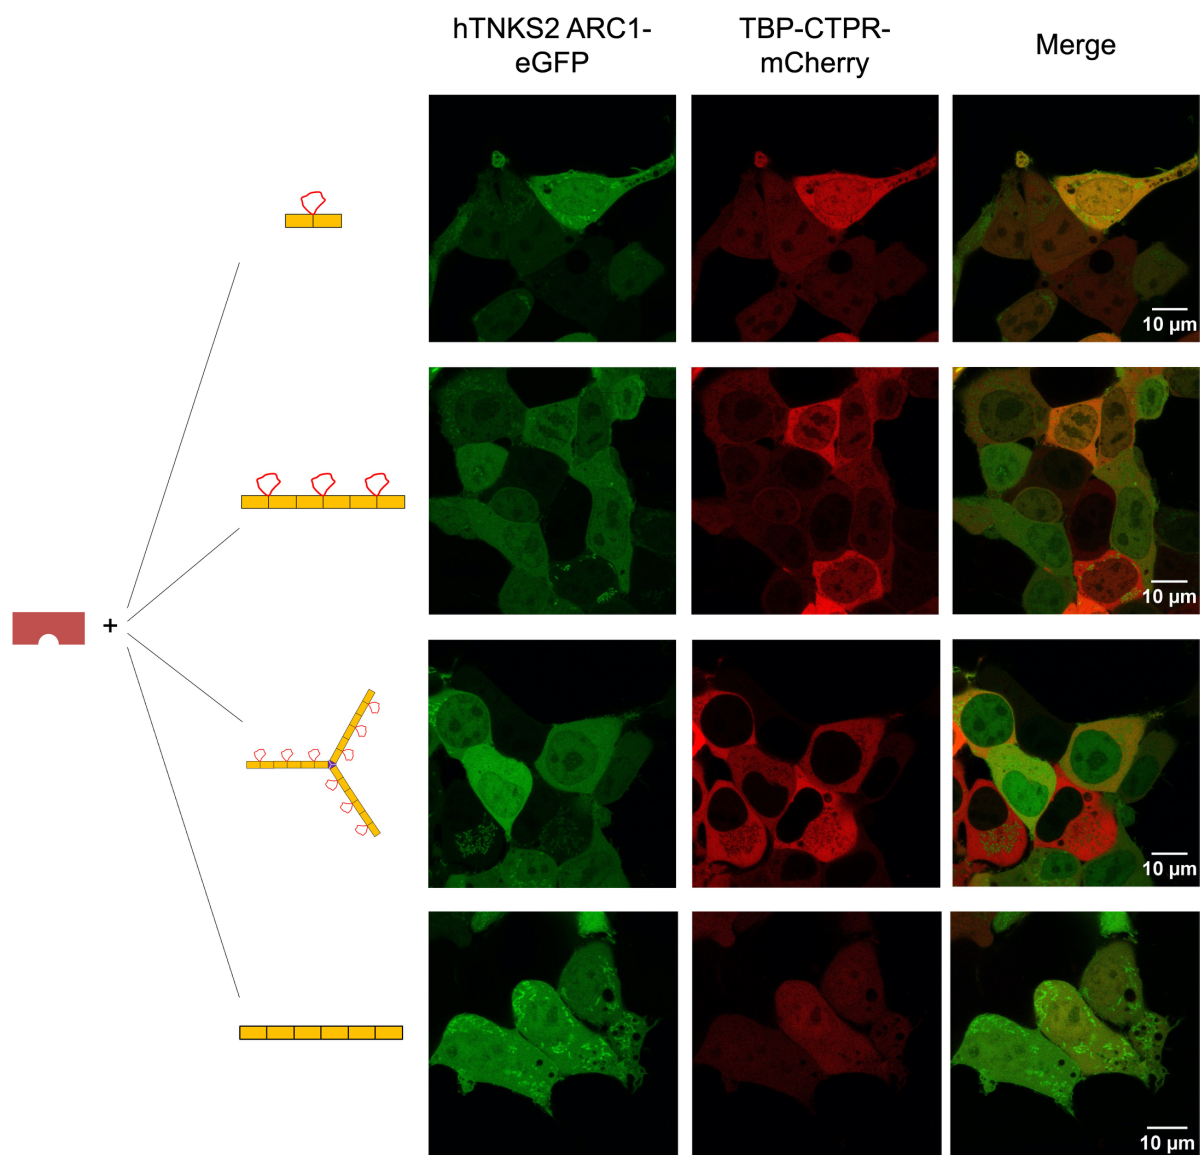 hTNKS2 ARC1-
eGFP
TBP-CTPR-
mCherry
Merge
10 µm
10 µm
+
10 µm
10 µm